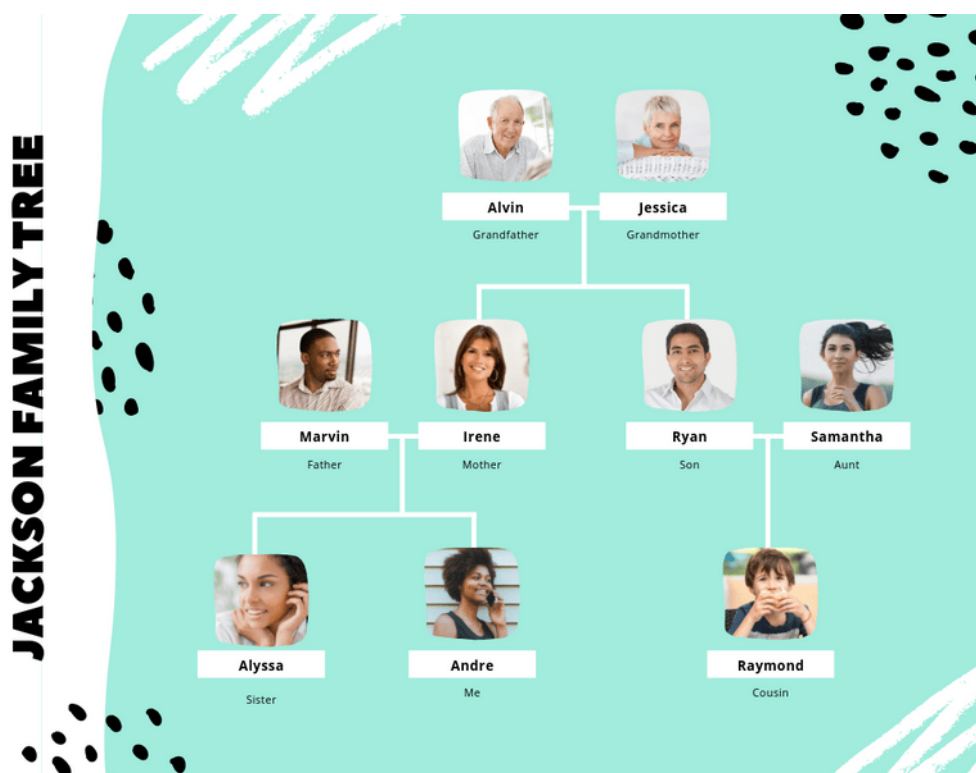 JACKSON FAMILY TREE
Alvin
Grandfather
Jessica
Grandmother
Marvin
Father
Irene
Mother
Ryan
Son
Samantha
Aunt
Alyssa
Sister
Andre
Me
Raymond
Cousin